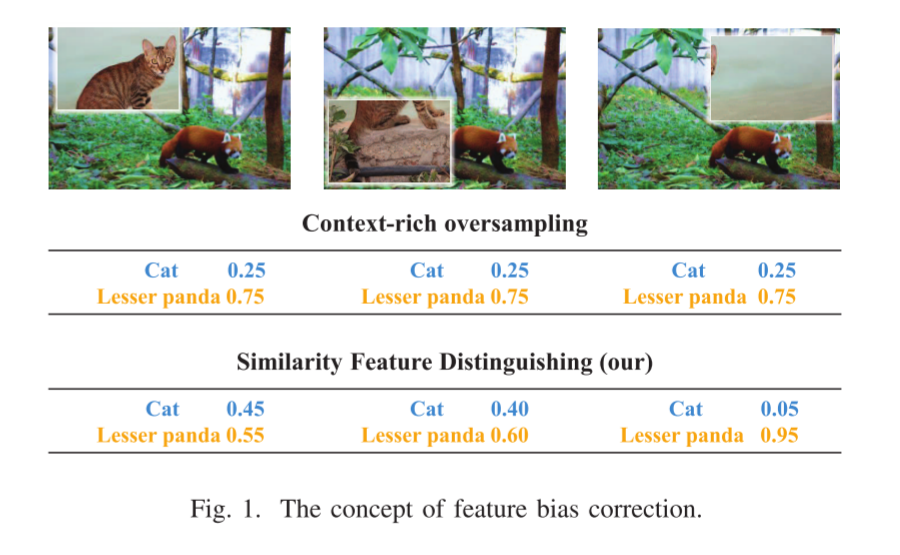 Context-rich oversampling
Cat 0.25 Cat 0.25 Cat 0.25
Lesser panda 0.75 Lesser panda 0.75 Lesser panda 0.75
Similarity Feature Distinguishing (our)
Cat 0.45 Cat 0.40 Cat 0.05
Lesser panda 0.55 Lesser panda 0.60 Lesser panda 0.95
Fig. 1. The concept of feature bias correction.